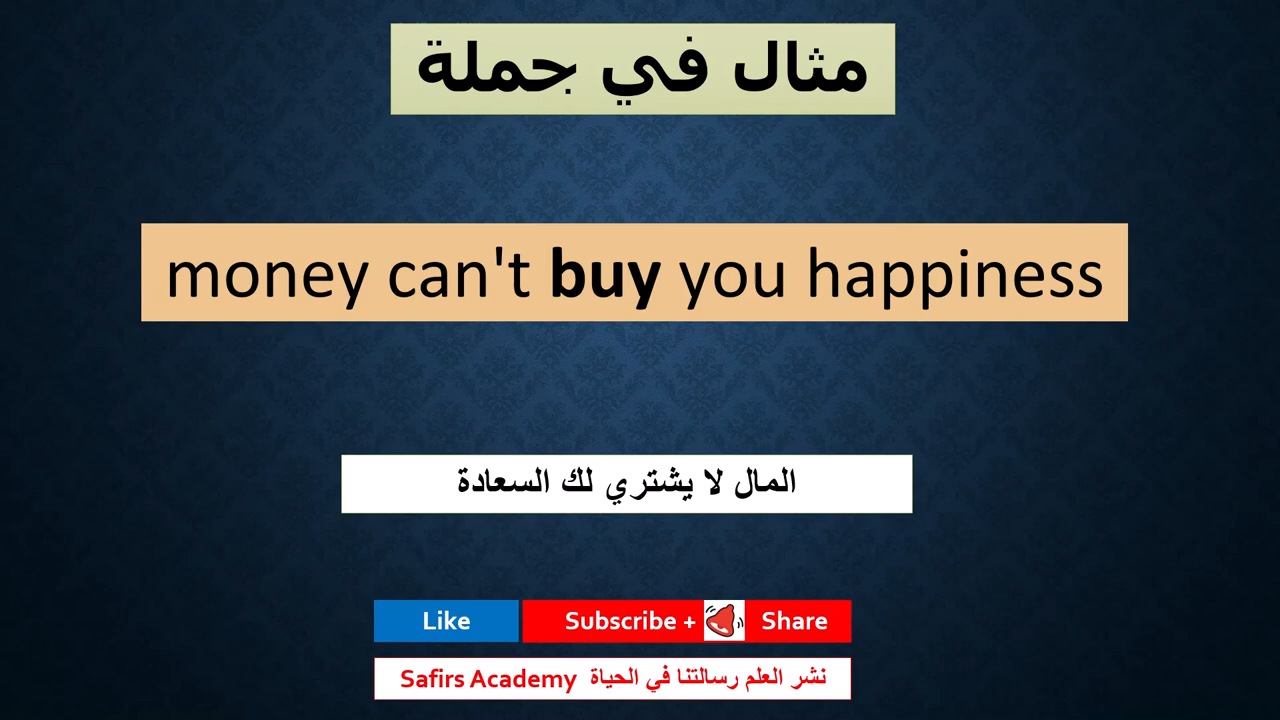 مثال في جملة
money can't buy you happiness
المال لا يشتري لك السعادة
Like Subscribe + Share
Safirs Academy نشر العلم رسالتنا في الحياة